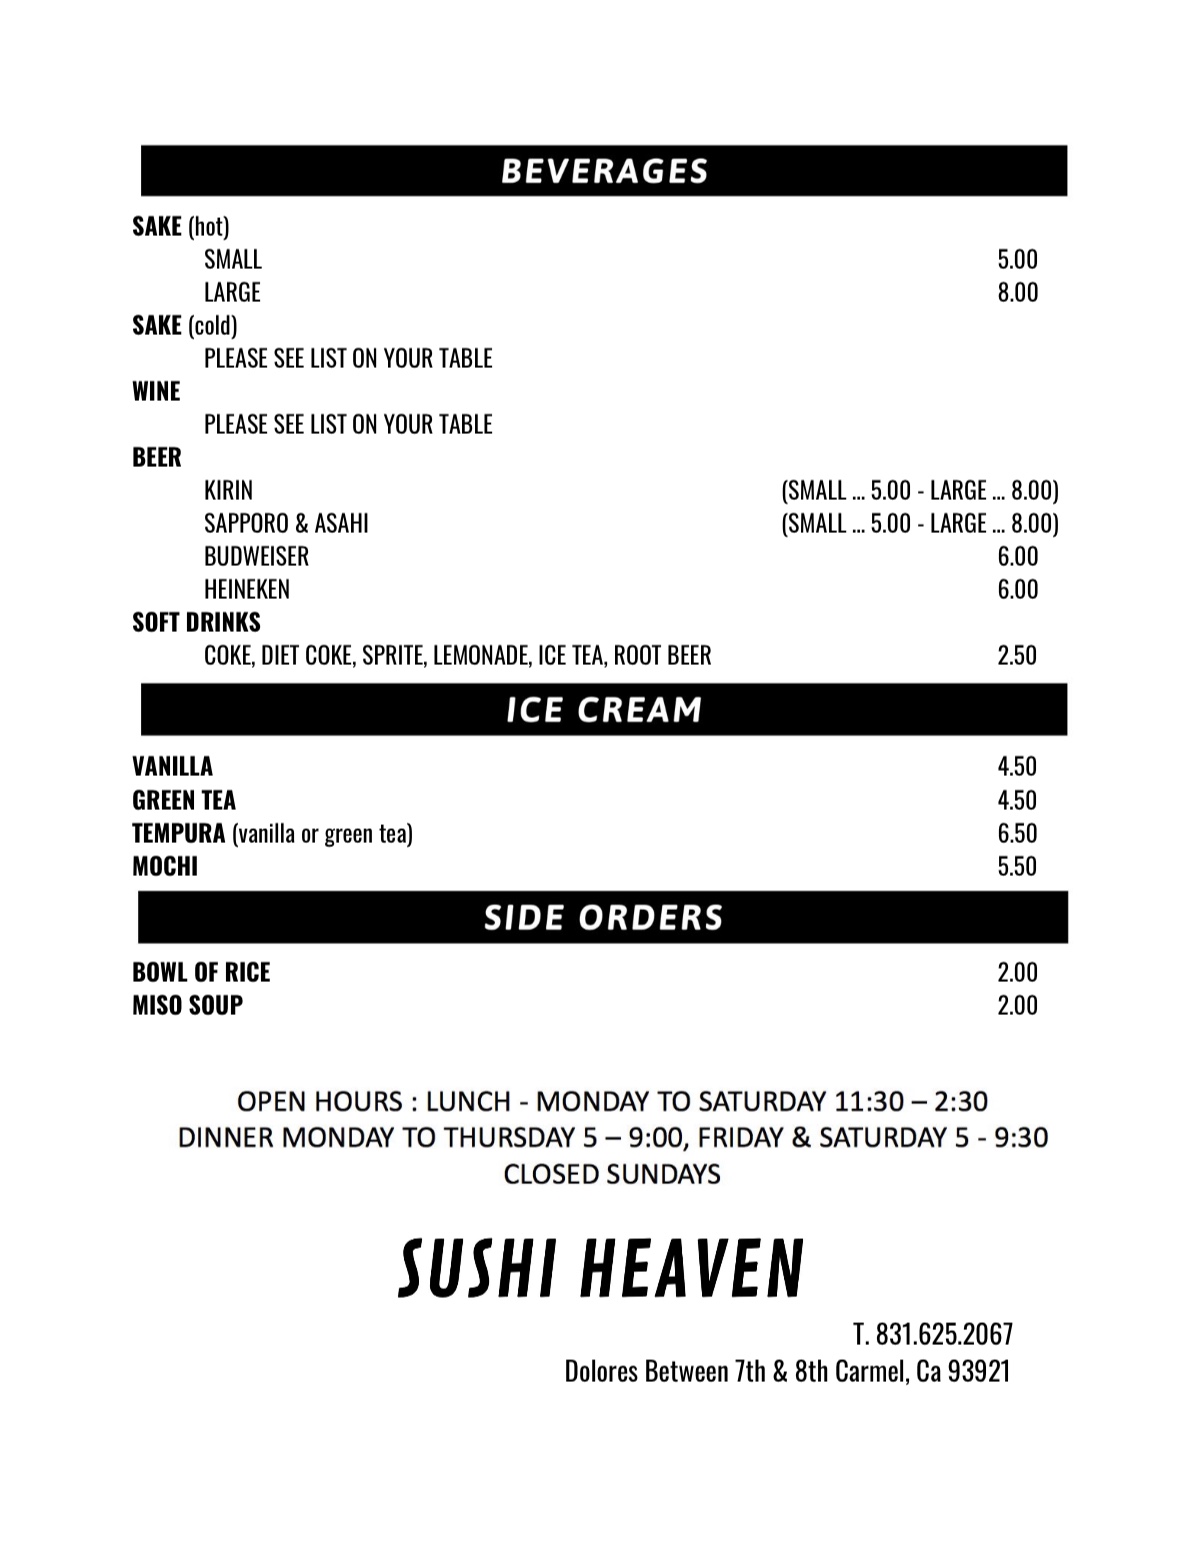 BEVERAGES
SAKE (hot)
SMALL 5.00
LARGE 8.00
SAKE (cold)
PLEASE SEE LIST ON YOUR TABLE
WINE
PLEASE SEE LIST ON YOUR TABLE
BEER
KIRIN (SMALL ... 5.00 - LARGE ... 8.00)
SAPPORO & ASAHI (SMALL ... 5.00 - LARGE ... 8.00)
BUDWEISER 6.00
HEINEKEN 6.00
SOFT DRINKS
COKE, DIET COKE, SPRITE, LEMONADE, ICE TEA, ROOT BEER 2.50
ICE CREAM
VANILLA 4.50
GREEN TEA 4.50
TEMPURA (vanilla or green tea) 6.50
MOCHI 5.50
SIDE ORDERS
BOWL OF RICE 2.00
MISO SOUP 2.00
OPEN HOURS : LUNCH - MONDAY TO SATURDAY 11:30 – 2:30
DINNER MONDAY TO THURSDAY 5 – 9:00, FRIDAY & SATURDAY 5 - 9:30
CLOSED SUNDAYS
SUSHI HEAVEN
T. 831.625.2067
Dolores Between 7th & 8th Carmel, Ca 93921